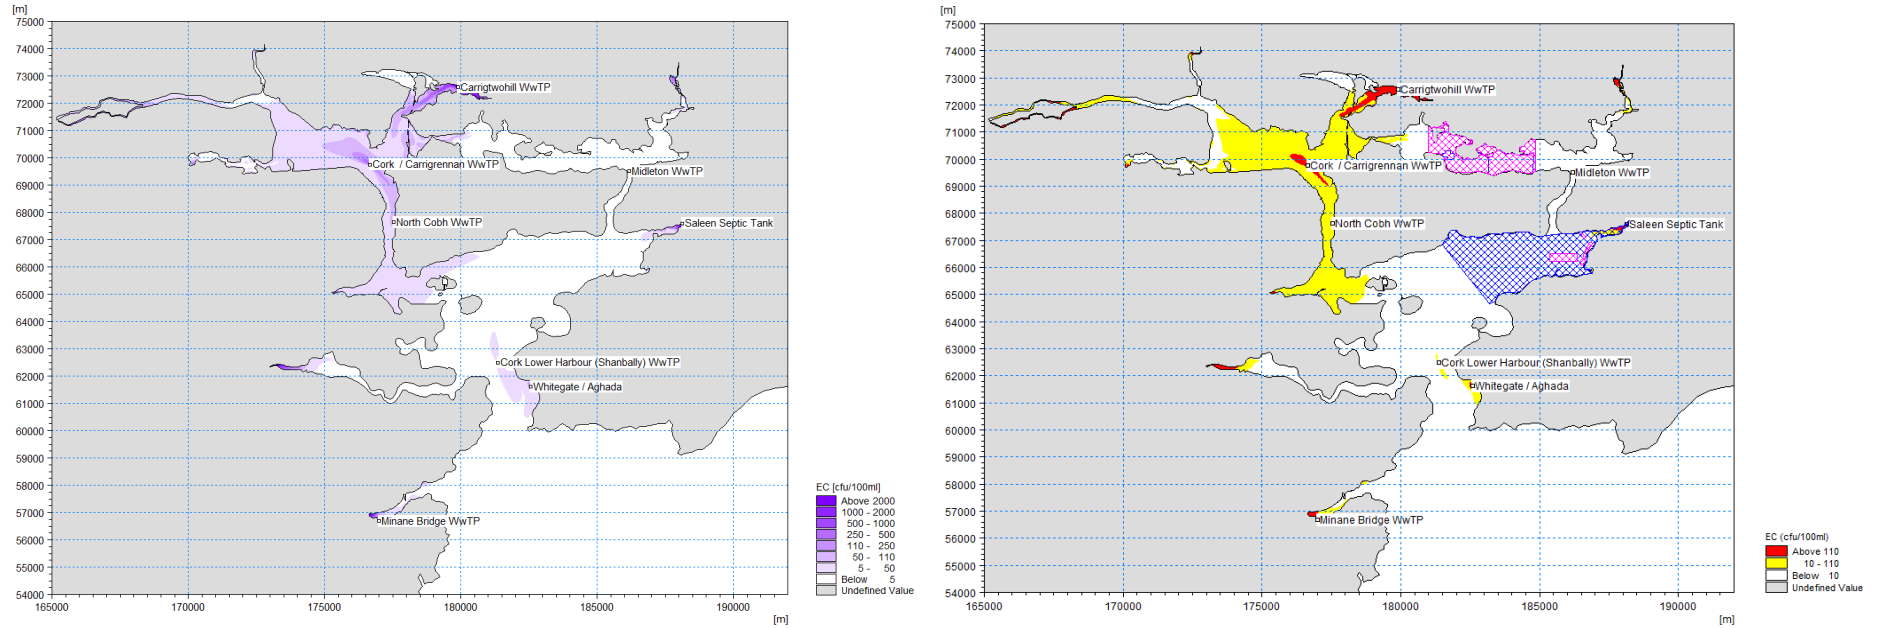 [m]
75000
74000
73000
72000
71000
70000
69000
68000
67000
66000
65000
64000
63000
62000
61000
60000
59000
58000
57000
56000
55000
54000
165000 170000 175000 180000 185000 190000
[m]
Carrigtwohill WwTP
Cork / Carrigrennan WwTP
Midleton WwTP
North Cobh WwTP
Saleen Septic Tank
Cork Lower Harbour (Shanbally) WwTP
Whitegate / Aghada
Minane Bridge WwTP
EC [cfu/100ml]
Above 2000
1000 - 2000
500 - 1000
250 - 500
110 - 250
50 - 110
5 - 50
Below 5
Undefined Value
[m]
75000
74000
73000
72000
71000
70000
69000
68000
67000
66000
65000
64000
63000
62000
61000
60000
59000
58000
57000
56000
55000
54000
165000 170000 175000 180000 185000 190000
[m]
Carrigtwohill WwTP
Cork / Carrigrennan WwTP
Midleton WwTP
North Cobh WwTP
Saleen Septic Tank
Cork Lower Harbour (Shanbally) WwTP
Whitegate / Aghada
Minane Bridge WwTP
EC (cfu/100ml)
Above 110
10 - 110
Below 10
Undefined Value